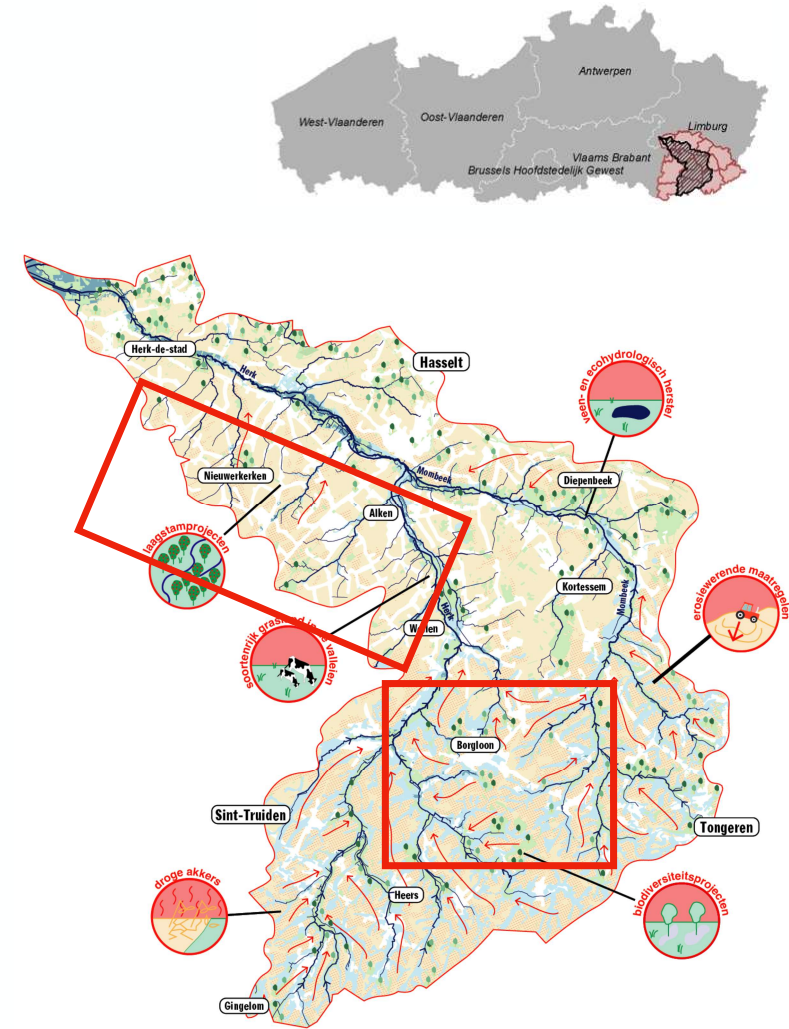 Antwerpen
West-Vlaanderen
Oost-Vlaanderen
Limburg
Vlaams Brabant
Brussels Hoofdstedelijk Gewest
Herk-de-stad
Herk
Hasselt
veen- en ecohydrologisch herstel
Nieuwerkerken
Mombeek
Diepenbeek
Alken
laagstamprojecten
Kortessem
Mombeek
erosiewerende maatregelen
Herk
soortenrijk grasland in de valleien
Borgloon
Sint-Truiden
Tongeren
droge akkers
Heers
biodiversiteitsprojecten
Gingelom